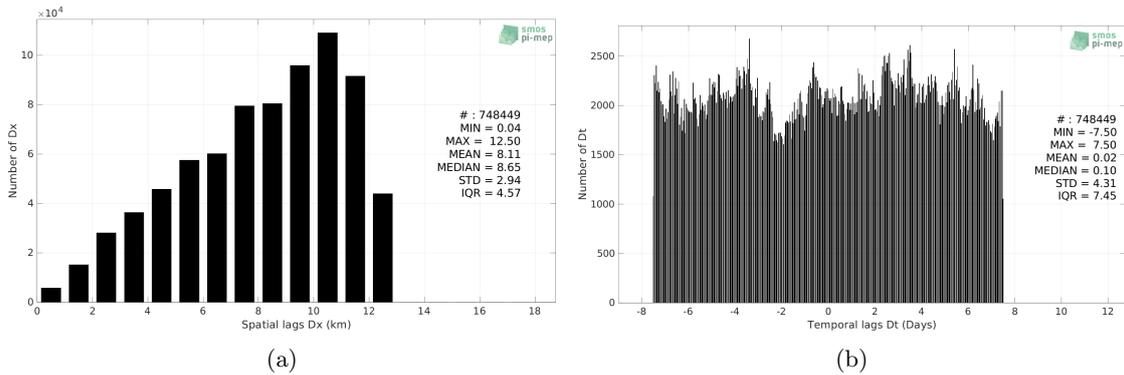 ×10⁴
smos
pi-mep
10
8
6
4
2
0
Number of Dx
# : 748449
MIN = 0.04
MAX = 12.50
MEAN = 8.11
MEDIAN = 8.65
STD = 2.94
IQR = 4.57
0 2 4 6 8 10 12 14 16 18
Spatial lags Dx (km)
(a)
smos
pi-mep
2500
2000
1500
1000
500
0
Number of Dt
# : 748449
MIN = -7.50
MAX = 7.50
MEAN = 0.02
MEDIAN = 0.10
STD = 4.31
IQR = 7.45
-8 -6 -4 -2 0 2 4 6 8 10 12
Temporal lags Dt (Days)
(b)